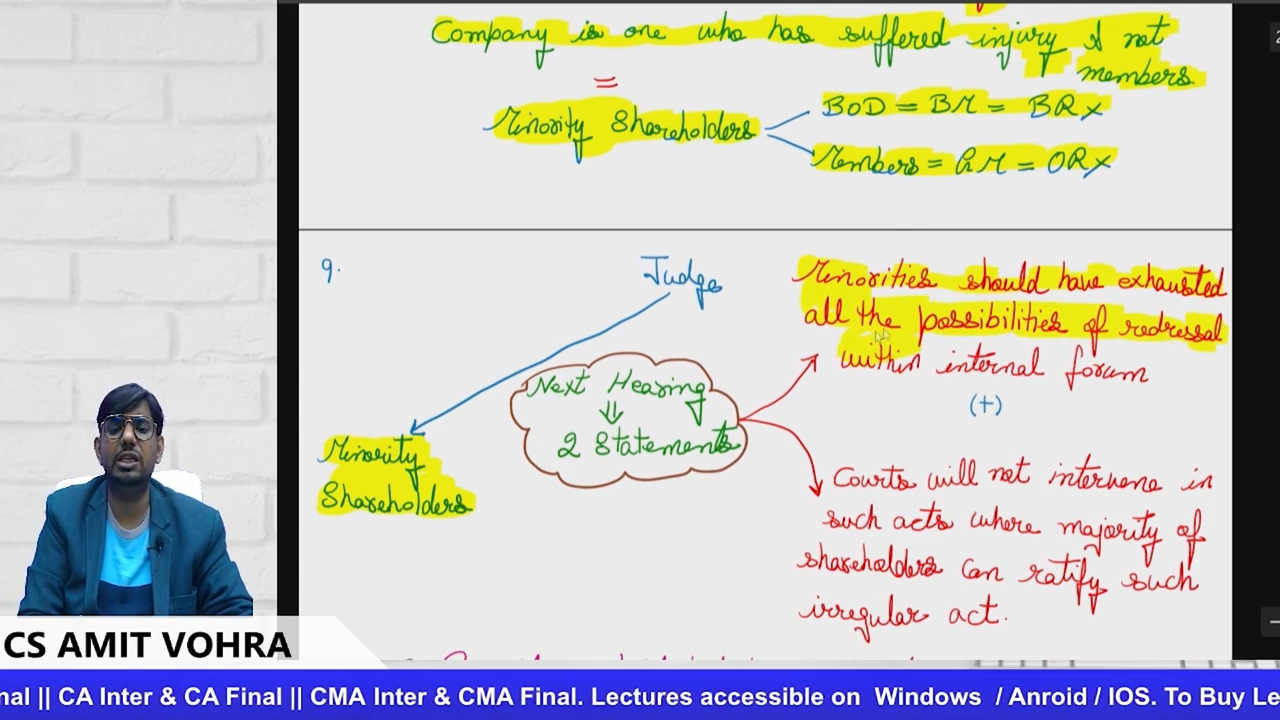 Company is one who has suffered injury & not
members.
=
Minority Shareholders
BOD = BM = BR×
Members = GM = OR×
9.
Judge
Minorities should have exhausted
all the possibilities of redressal
within internal forum
(+)
Next Hearing
⇓
2 Statements
Minority
Shareholders
Courts will not intervene in
such acts where majority of
shareholders can ratify such
irregular act.
CS AMIT VOHRA
nal || CA Inter & CA Final || CMA Inter & CMA Final. Lectures accessible on Windows / Anroid / IOS. To Buy Le